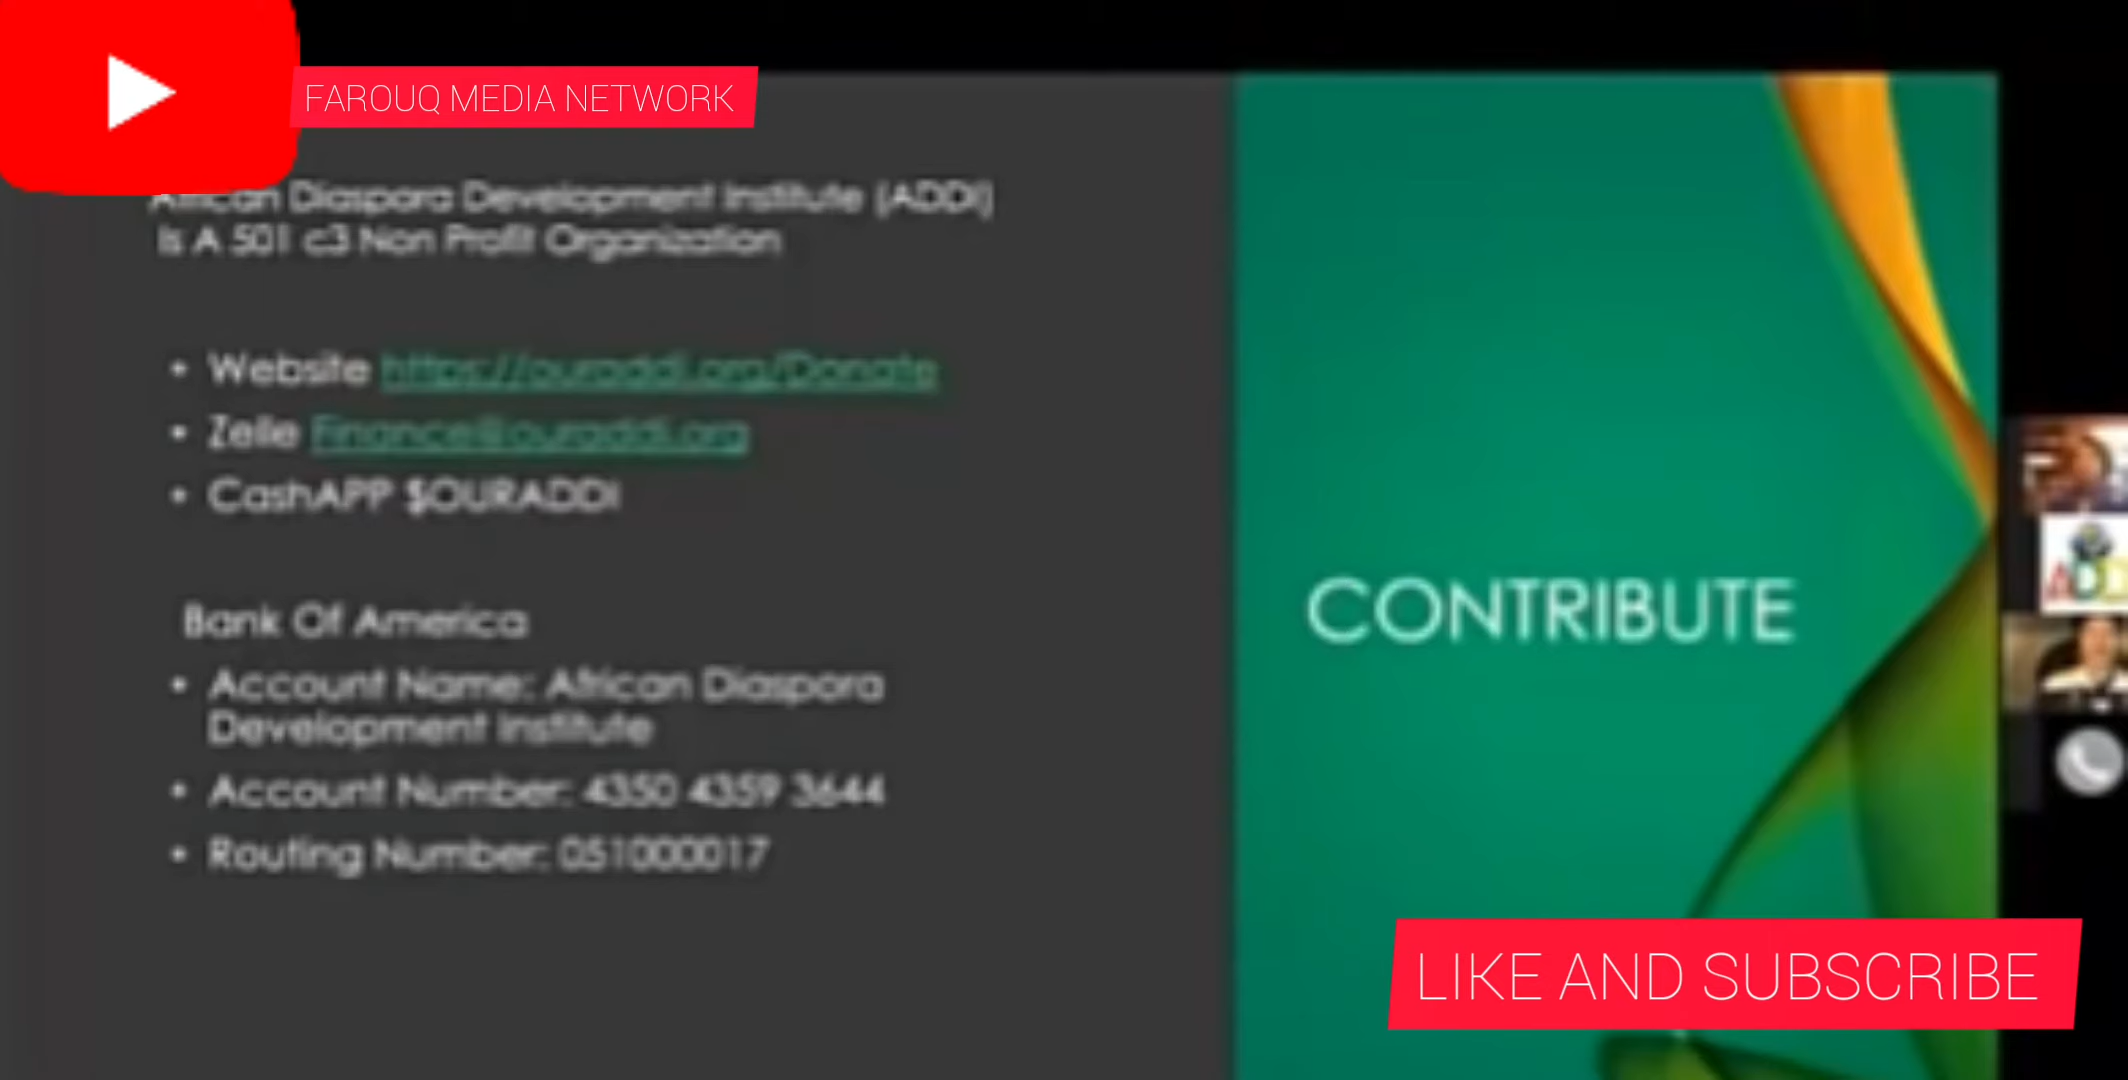 FAROUQ MEDIA NETWORK
African Diaspora Development Institute (ADDI)
Is A 501 c3 Non Profit Organization
• Website https://ouraddi.org/Donate
• Zelle Finance@ouraddi.org
• CashAPP $OURADDI
Bank Of America
• Account Name: African Diaspora
Development Institute
• Account Number: 4350 4359 3644
• Routing Number: 051000017
CONTRIBUTE
LIKE AND SUBSCRIBE